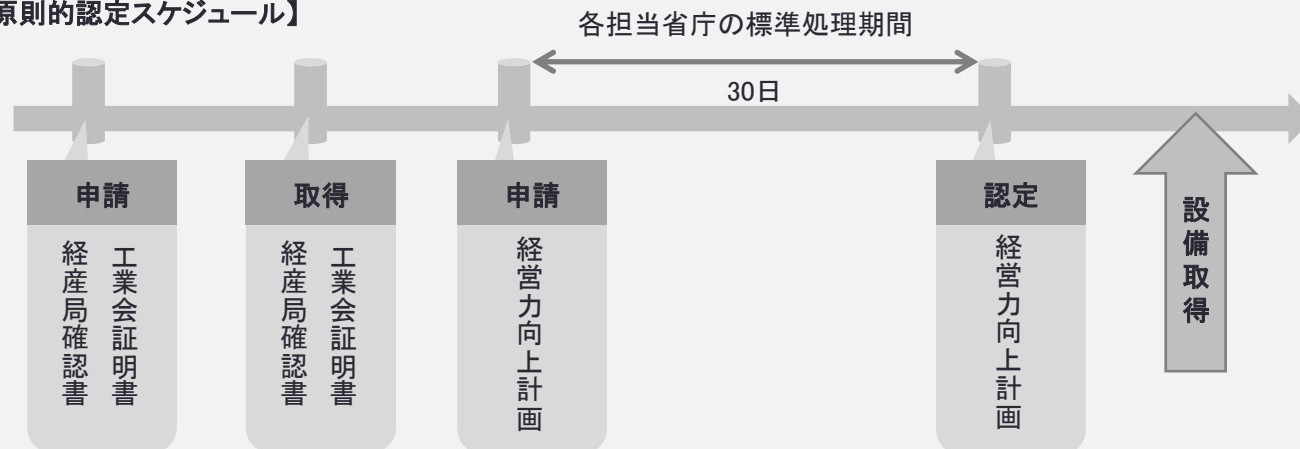 原則的認定スケジュール】
各担当省庁の標準処理期間
30日
申請
工業会証明書
経産局確認書
取得
工業会証明書
経産局確認書
申請
経営力向上計画
認定
経営力向上計画
設備取得